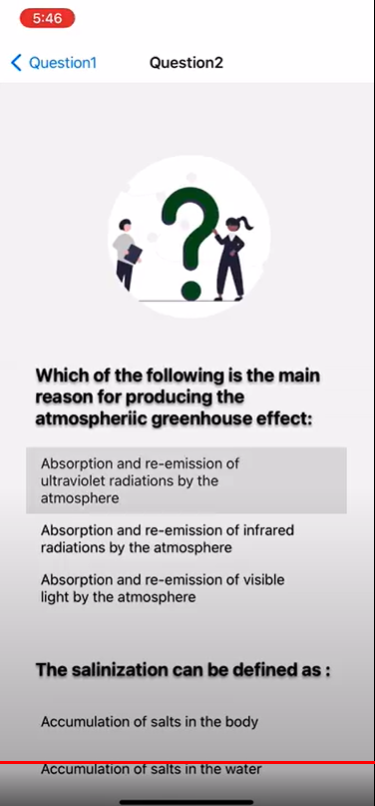 5:46
Question1
Question2
Which of the following is the main
reason for producing the
atmospheriic greenhouse effect:
Absorption and re-emission of
ultraviolet radiations by the
atmosphere
Absorption and re-emission of infrared
radiations by the atmosphere
Absorption and re-emission of visible
light by the atmosphere
The salinization can be defined as :
Accumulation of salts in the body
Accumulation of salts in the water